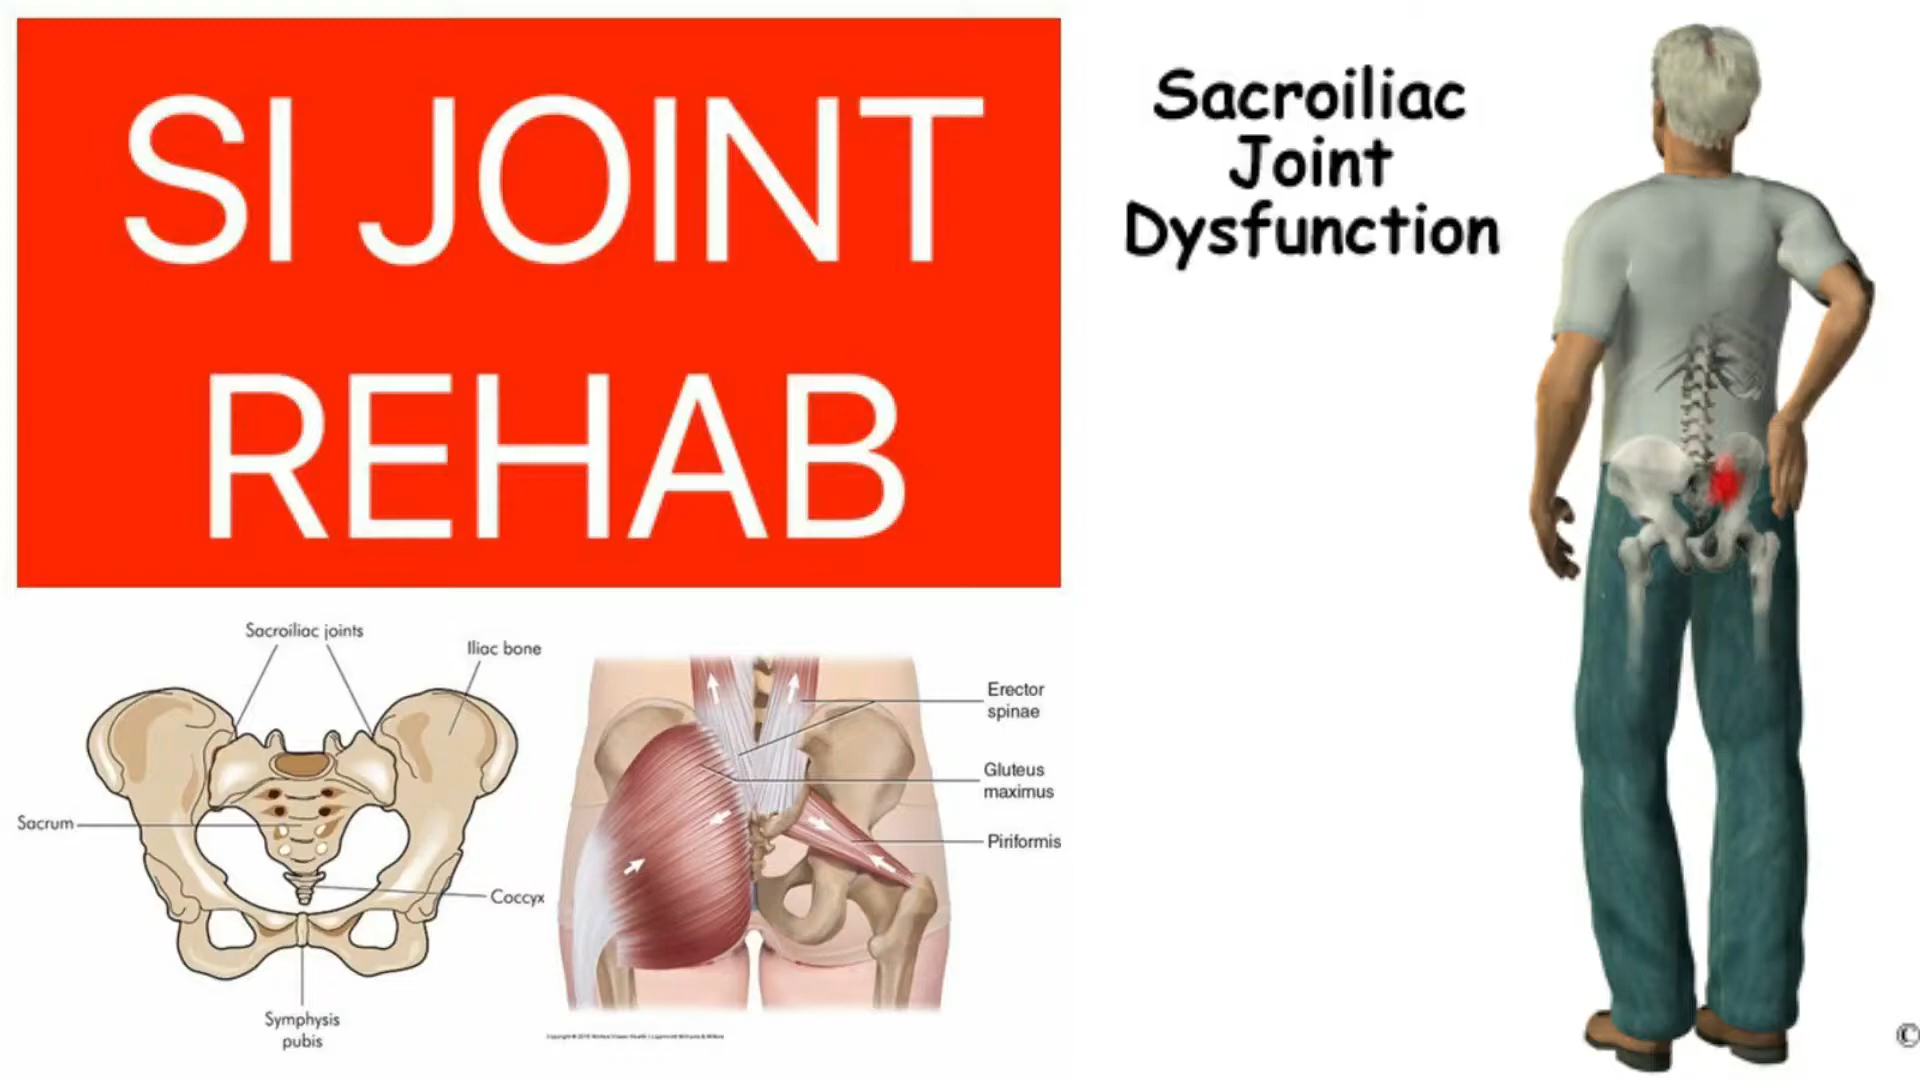 SI JOINT
REHAB
Sacroiliac
Joint
Dysfunction
Sacroiliac joints
Iliac bone
Sacrum
Coccyx
Symphysis
pubis
Erector
spinae
Gluteus
maximus
Piriformis
©